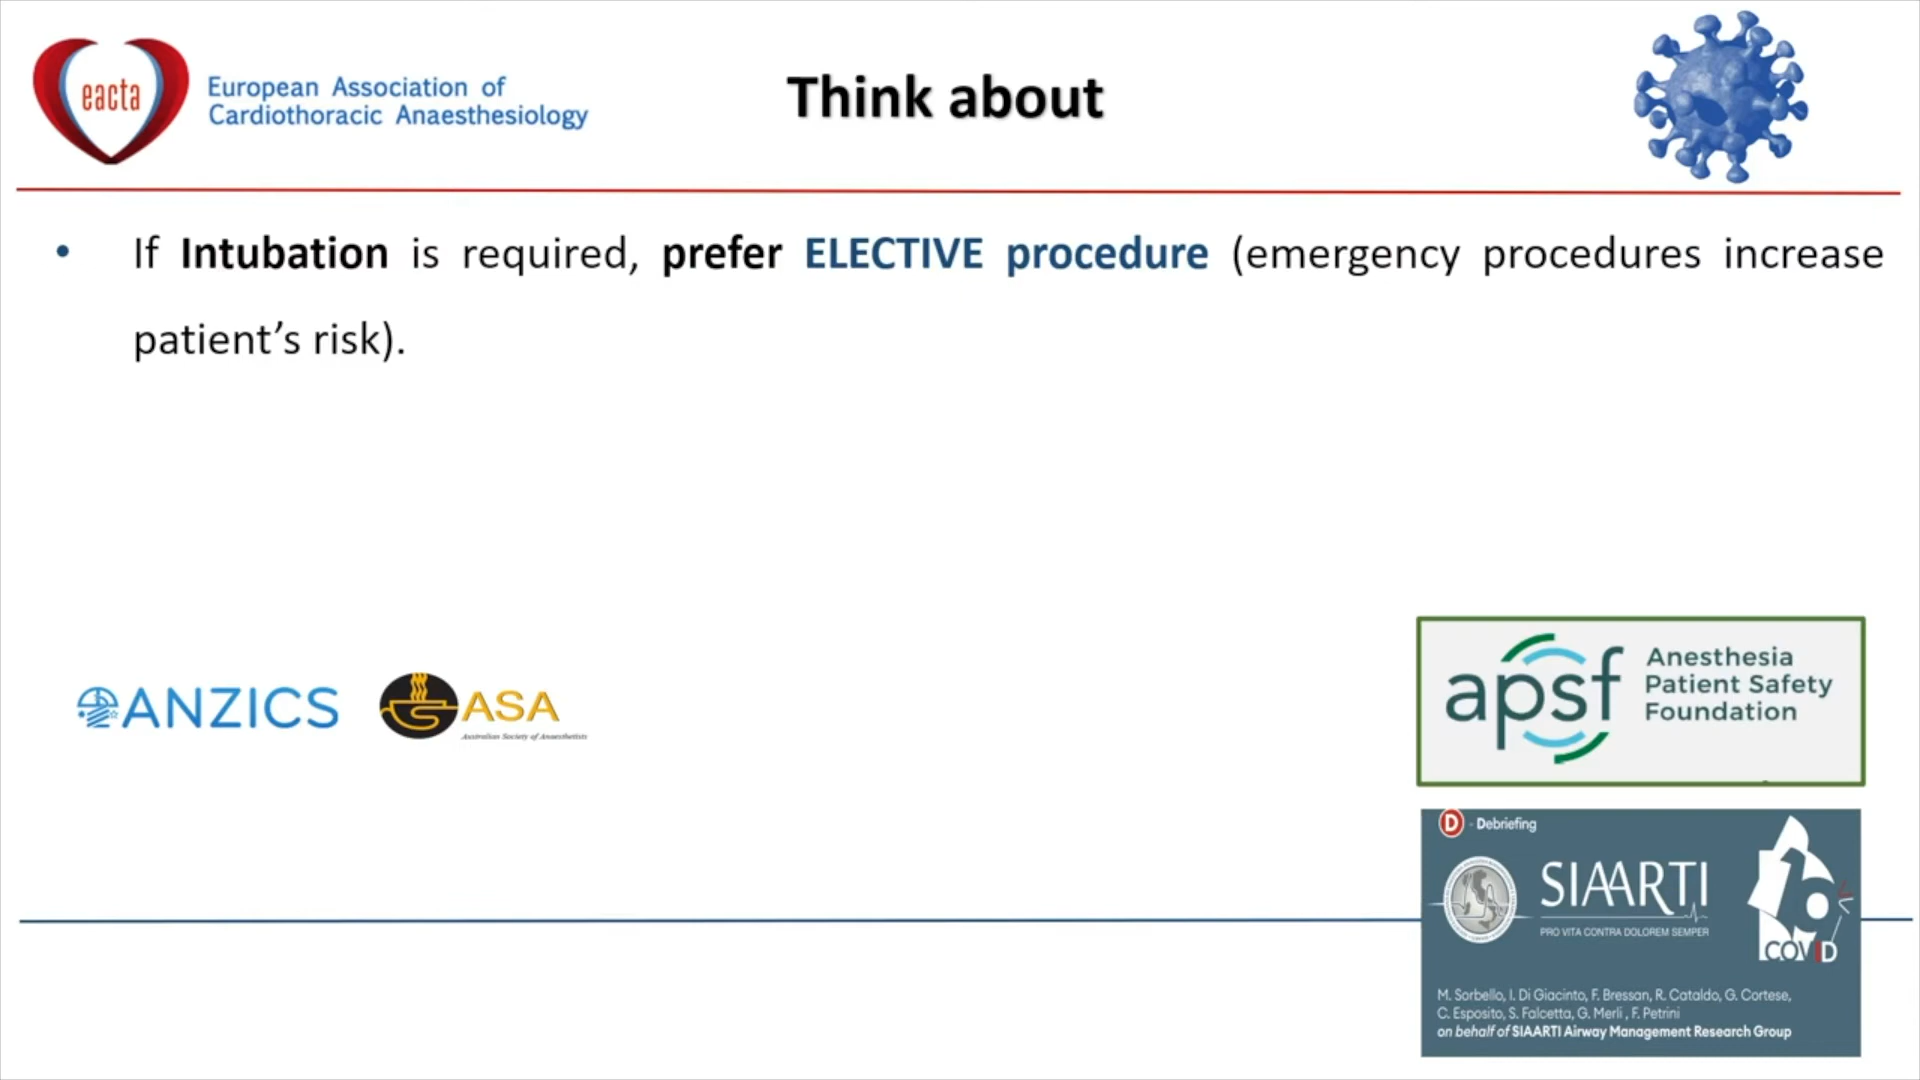 eacta
European Association of
Cardiothoracic Anaesthesiology
Think about
• If Intubation is required, prefer ELECTIVE procedure (emergency procedures increase
patient’s risk).
ANZICS
ASA
Australian Society of Anaesthetists
apsf
Anesthesia
Patient Safety
Foundation
D - Debriefing
SIAARTI
PRO VITA CONTRA DOLOREM SEMPER
COVID
M. Sorbello, I. Di Giacinto, F. Bressan, R. Cataldo, G. Cortese,
C. Esposito, S. Falcetta, G. Merli , F. Petrini
on behalf of SIAARTI Airway Management Research Group